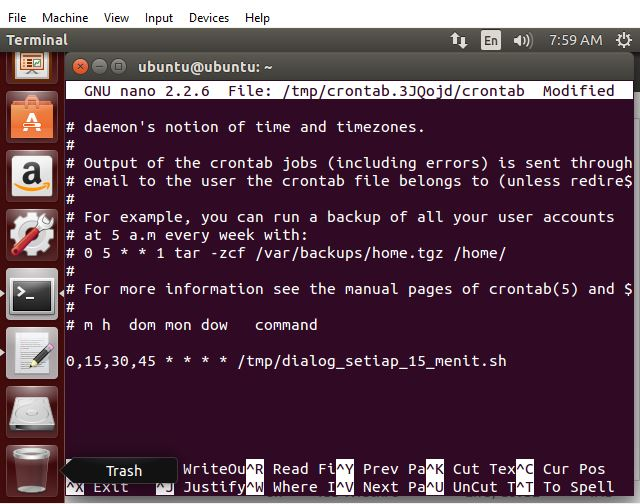 File Machine View Input Devices Help
Terminal En 7:59 AM
ubuntu@ubuntu: ~
GNU nano 2.2.6 File: /tmp/crontab.3JQojd/crontab Modified
# daemon's notion of time and timezones.
#
# Output of the crontab jobs (including errors) is sent through
# email to the user the crontab file belongs to (unless redire$
#
# For example, you can run a backup of all your user accounts
# at 5 a.m every week with:
# 0 5 * * 1 tar -zcf /var/backups/home.tgz /home/
#
# For more information see the manual pages of crontab(5) and $
#
# m h  dom mon dow   command
0,15,30,45 * * * * /tmp/dialog_setiap_15_menit.sh
Trash WriteOu ^R Read Fi ^Y Prev Pa ^K Cut Tex ^C Cur Pos
^X Exit ^J Justify ^W Where I ^V Next Pa ^U UnCut T ^T To Spell